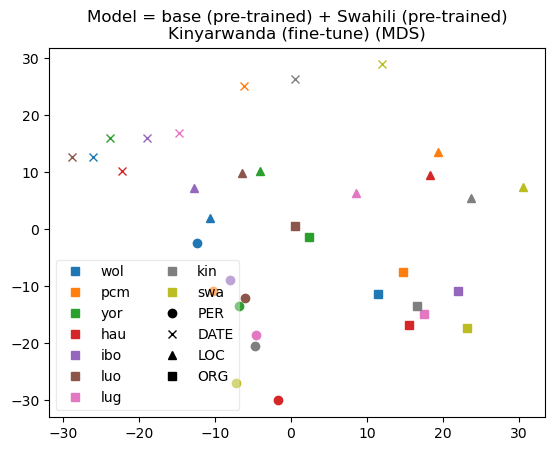 Model = base (pre-trained) + Swahili (pre-trained)
Kinyarwanda (fine-tune) (MDS)
30
20
10
0
−10
−20
−30
wol
pcm
yor
hau
ibo
luo
lug
kin
swa
PER
DATE
LOC
ORG
−30
−20
−10
0
10
20
30